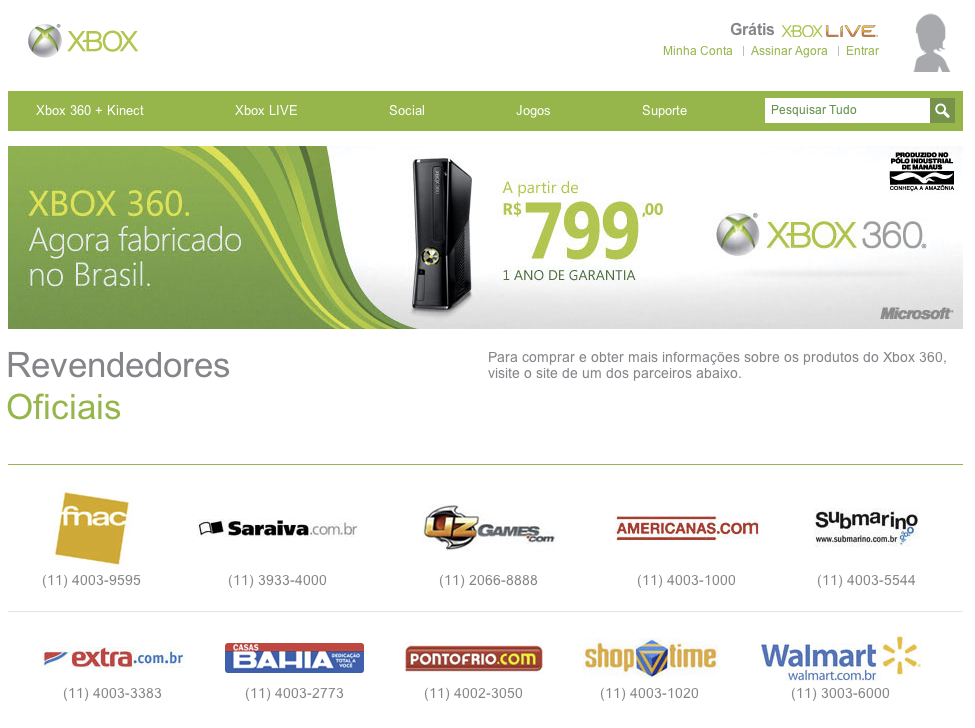 XBOX
Grátis XBOX LIVE.
Minha Conta | Assinar Agora | Entrar
Xbox 360 + Kinect Xbox LIVE Social Jogos Suporte Pesquisar Tudo
XBOX 360.
Agora fabricado
no Brasil.
A partir de
R$ 799,00
1 ANO DE GARANTIA
PRODUZIDO NO
PÓLO INDUSTRIAL
DE MANAUS
CONHEÇA A AMAZÔNIA
XBOX 360.
Microsoft
Revendedores
Oficiais
Para comprar e obter mais informações sobre os produtos do Xbox 360,
visite o site de um dos parceiros abaixo.
fnac Saraiva.com.br UZ GAMES.com AMERICANAS.com submarino
www.submarino.com.br
(11) 4003-9595 (11) 3933-4000 (11) 2066-8888 (11) 4003-1000 (11) 4003-5544
extra.com.br CASAS BAHIA DEDICAÇÃO TOTAL A VOCÊ PONTOFRIO.COM shoptime Walmart
walmart.com.br
(11) 4003-3383 (11) 4003-2773 (11) 4002-3050 (11) 4003-1020 (11) 3003-6000